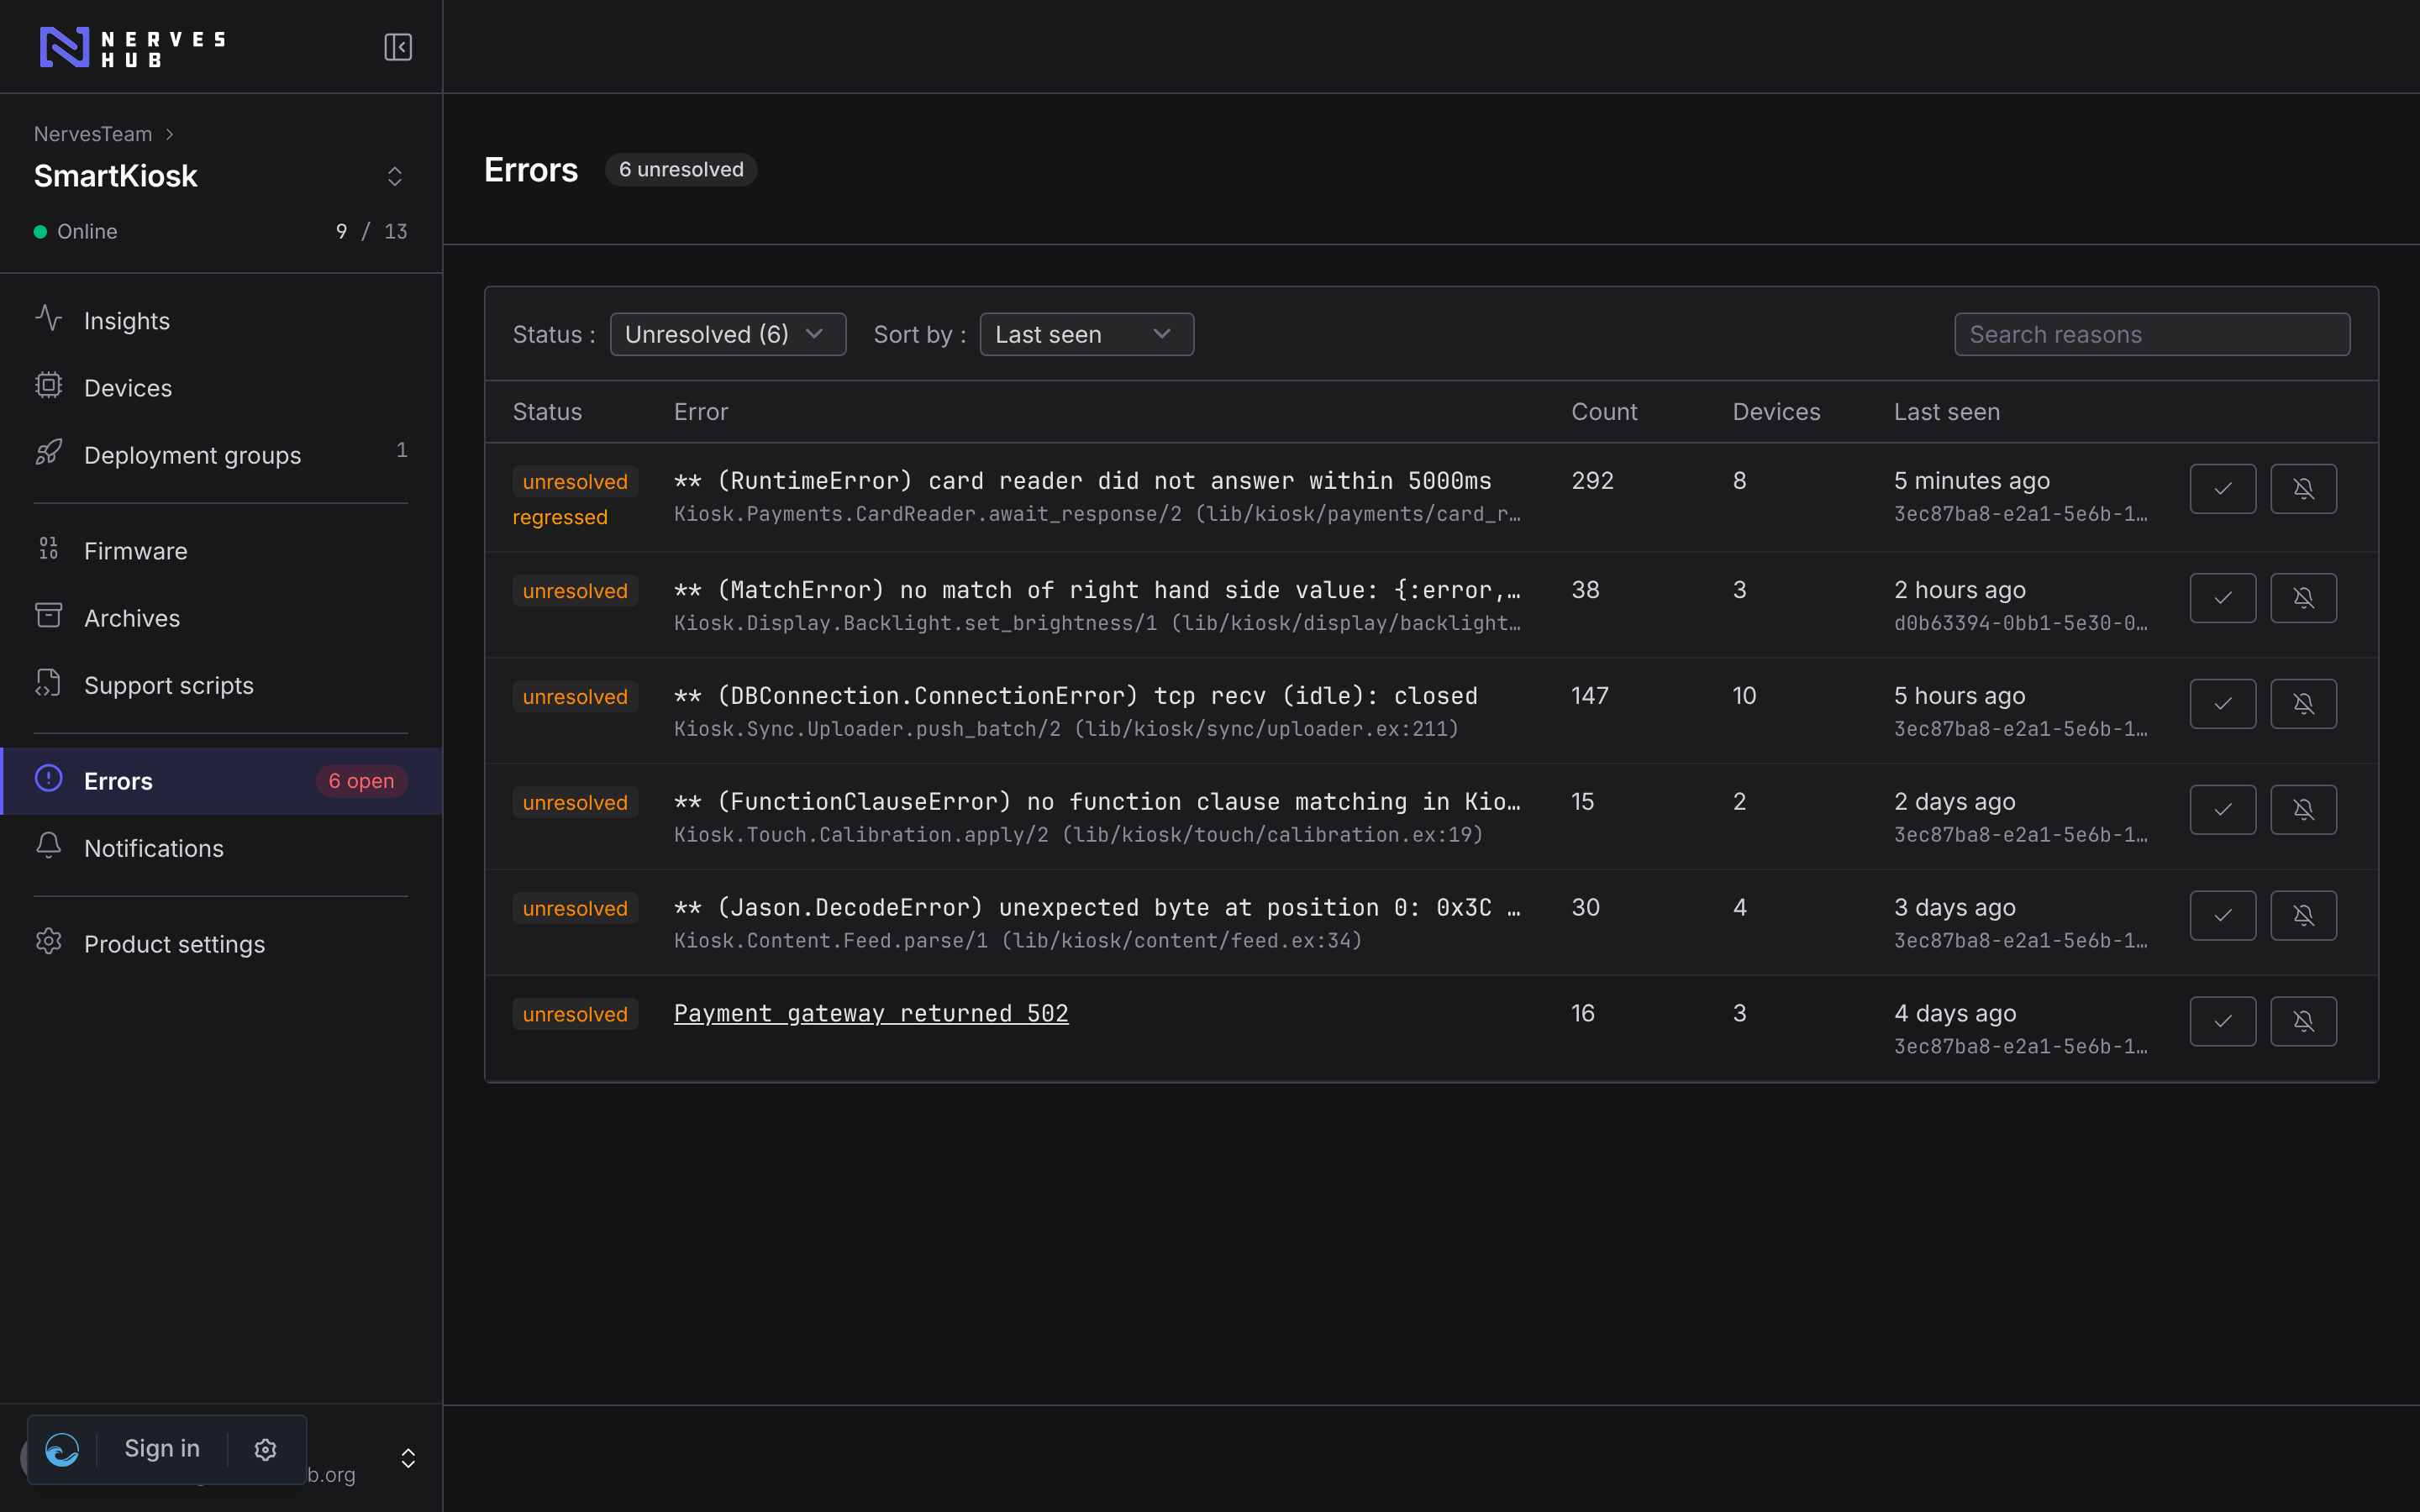 NERVES
HUB
NervesTeam
SmartKiosk
Online 9 / 13
Insights
Devices
Deployment groups 1
Firmware
Archives
Support scripts
Errors 6 open
Notifications
Product settings
Sign in
b.org
Errors 6 unresolved
Status : Unresolved (6) Sort by : Last seen Search reasons
Status Error Count Devices Last seen
unresolved ** (RuntimeError) card reader did not answer within 5000ms 292 8 5 minutes ago
regressed Kiosk.Payments.CardReader.await_response/2 (lib/kiosk/payments/card_r… 3ec87ba8-e2a1-5e6b-1…
unresolved ** (MatchError) no match of right hand side value: {:error,… 38 3 2 hours ago
Kiosk.Display.Backlight.set_brightness/1 (lib/kiosk/display/backlight… d0b63394-0bb1-5e30-0…
unresolved ** (DBConnection.ConnectionError) tcp recv (idle): closed 147 10 5 hours ago
Kiosk.Sync.Uploader.push_batch/2 (lib/kiosk/sync/uploader.ex:211) 3ec87ba8-e2a1-5e6b-1…
unresolved ** (FunctionClauseError) no function clause matching in Kio… 15 2 2 days ago
Kiosk.Touch.Calibration.apply/2 (lib/kiosk/touch/calibration.ex:19) 3ec87ba8-e2a1-5e6b-1…
unresolved ** (Jason.DecodeError) unexpected byte at position 0: 0x3C … 30 4 3 days ago
Kiosk.Content.Feed.parse/1 (lib/kiosk/content/feed.ex:34) 3ec87ba8-e2a1-5e6b-1…
unresolved Payment gateway returned 502 16 3 4 days ago
3ec87ba8-e2a1-5e6b-1…